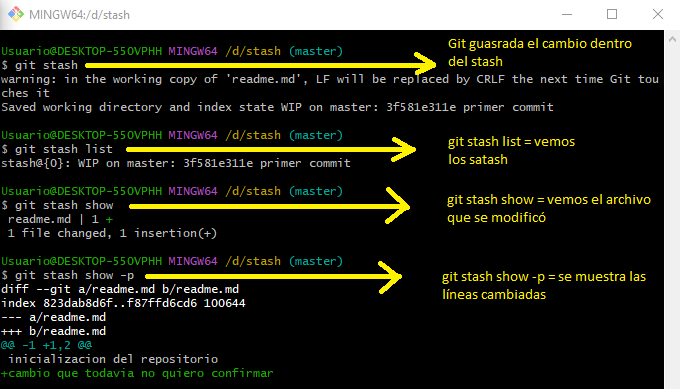 MINGW64:/d/stash
Usuario@DESKTOP-55OVPHH MINGW64 /d/stash (master)
$ git stash
warning: in the working copy of 'readme.md', LF will be replaced by CRLF the next time Git tou
ches it
Saved working directory and index state WIP on master: 3f581e311e primer commit
Git guasrada el cambio dentro
del stash
Usuario@DESKTOP-55OVPHH MINGW64 /d/stash (master)
$ git stash list
stash@{0}: WIP on master: 3f581e311e primer commit
git stash list = vemos
los satash
Usuario@DESKTOP-55OVPHH MINGW64 /d/stash (master)
$ git stash show
readme.md | 1 +
1 file changed, 1 insertion(+)
git stash show = vemos el archivo
que se modificó
Usuario@DESKTOP-55OVPHH MINGW64 /d/stash (master)
$ git stash show -p
diff --git a/readme.md b/readme.md
index 823dab8d6f..f87ffd6cd6 100644
--- a/readme.md
+++ b/readme.md
@@ -1 +1,2 @@
inicializacion del repositorio
+cambio que todavia no quiero confirmar
git stash show -p = se muestra las
líneas cambiadas